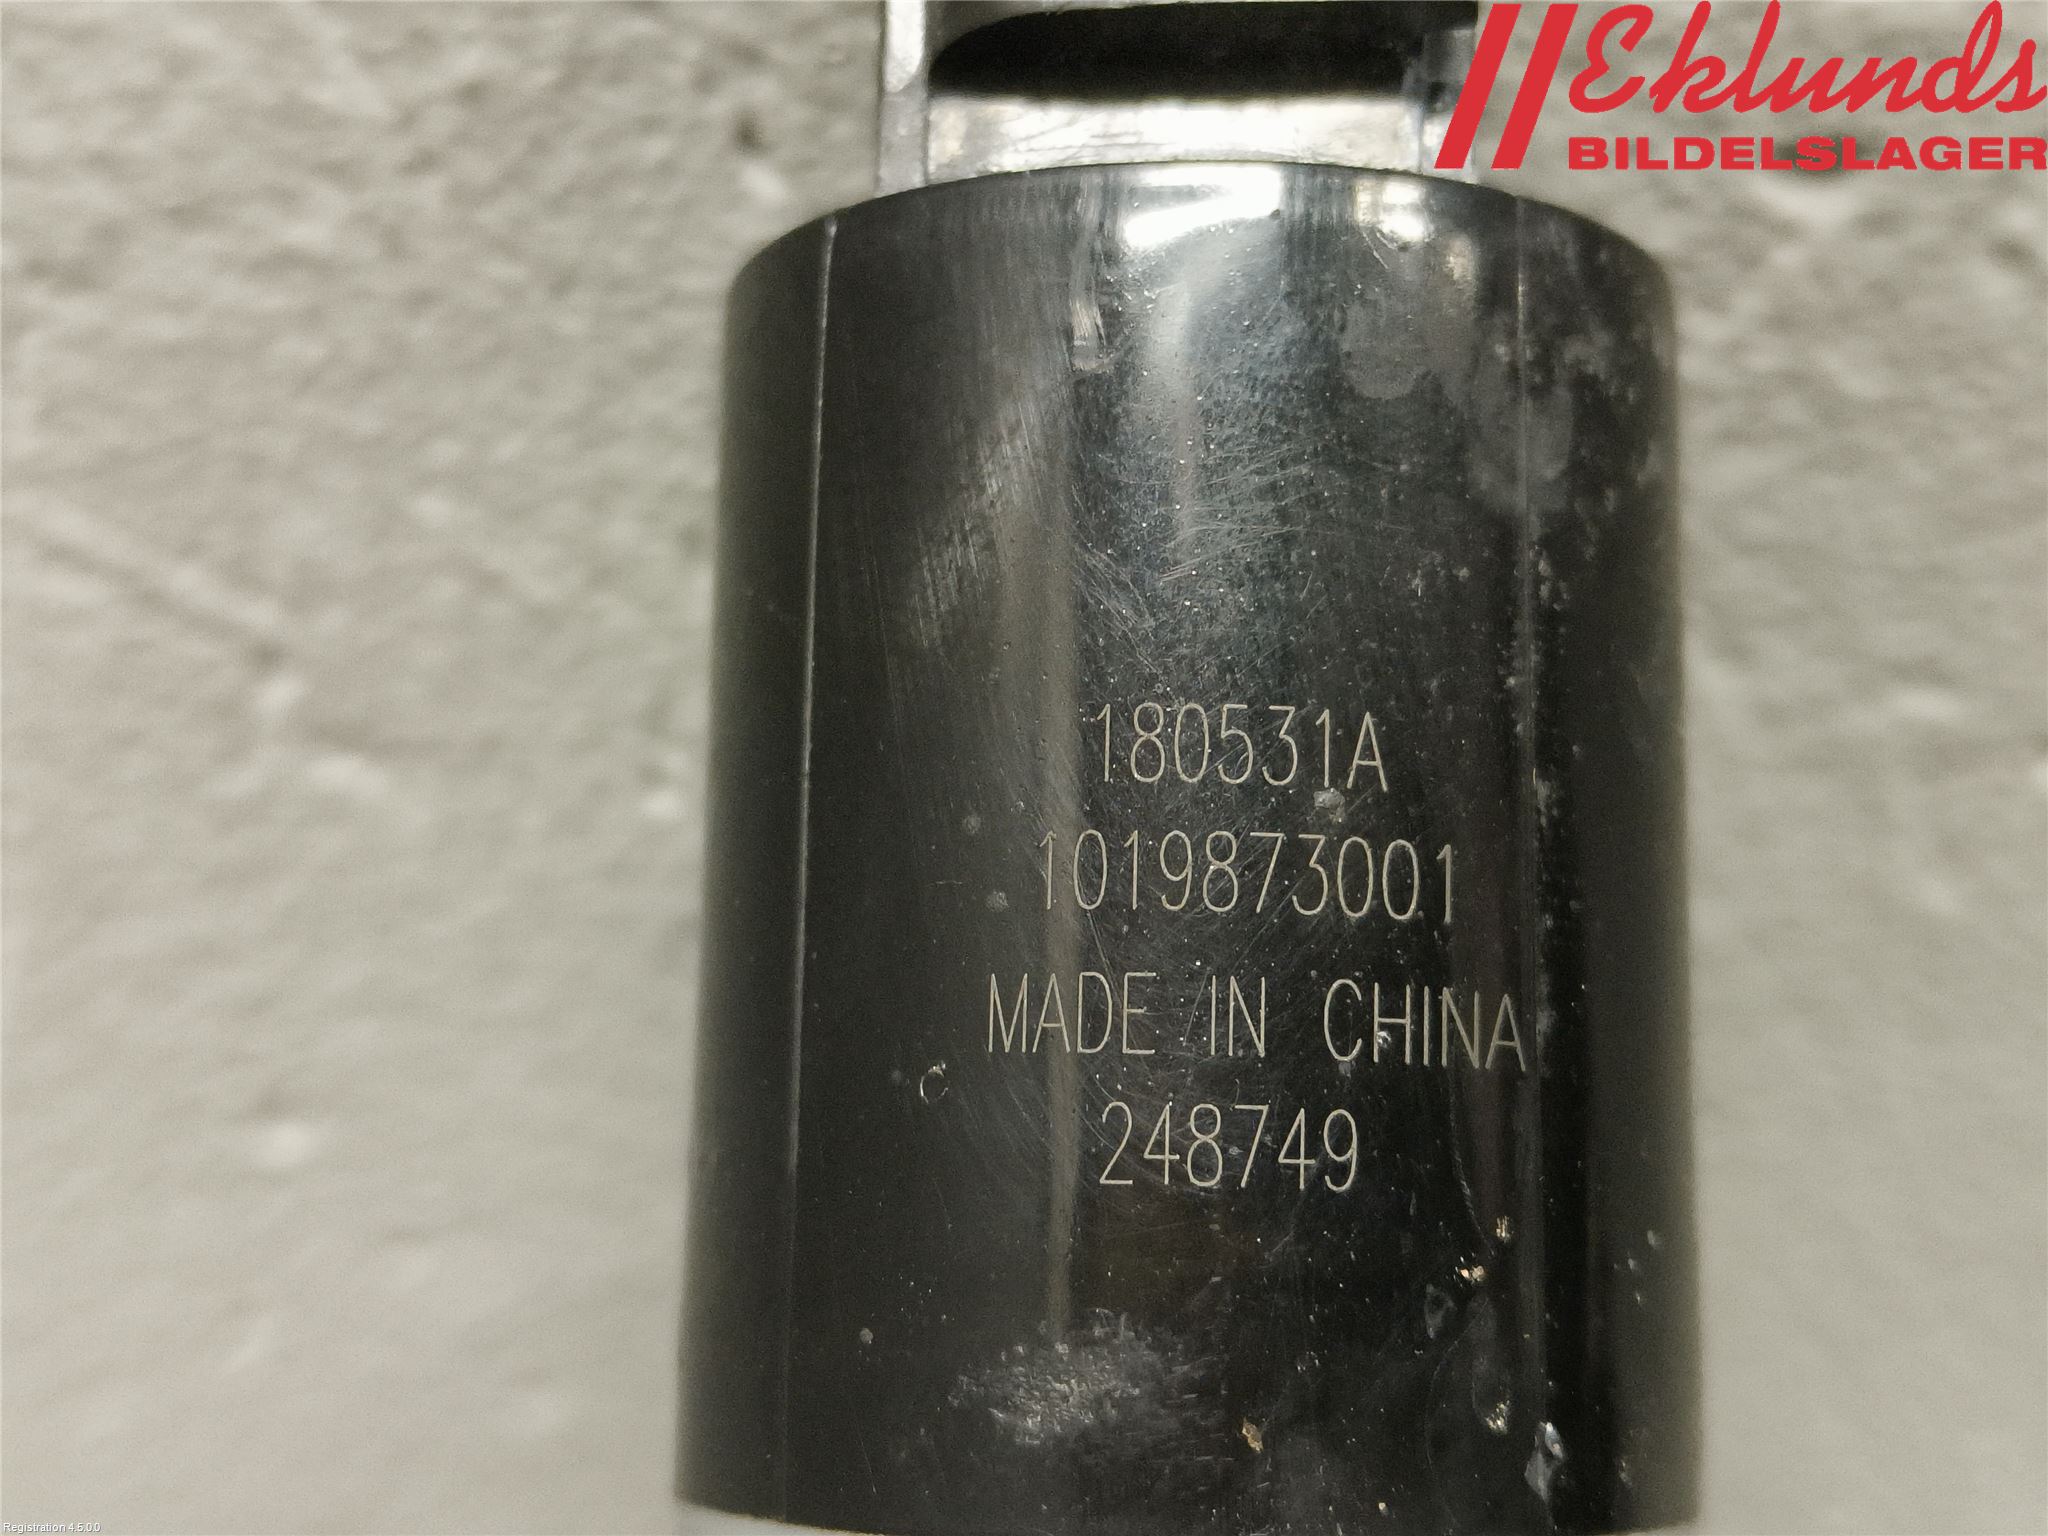 Eklunds
BILDELSLAGER
180531A
1019873001
MADE IN CHINA
248749
Registration 4.5.0.0